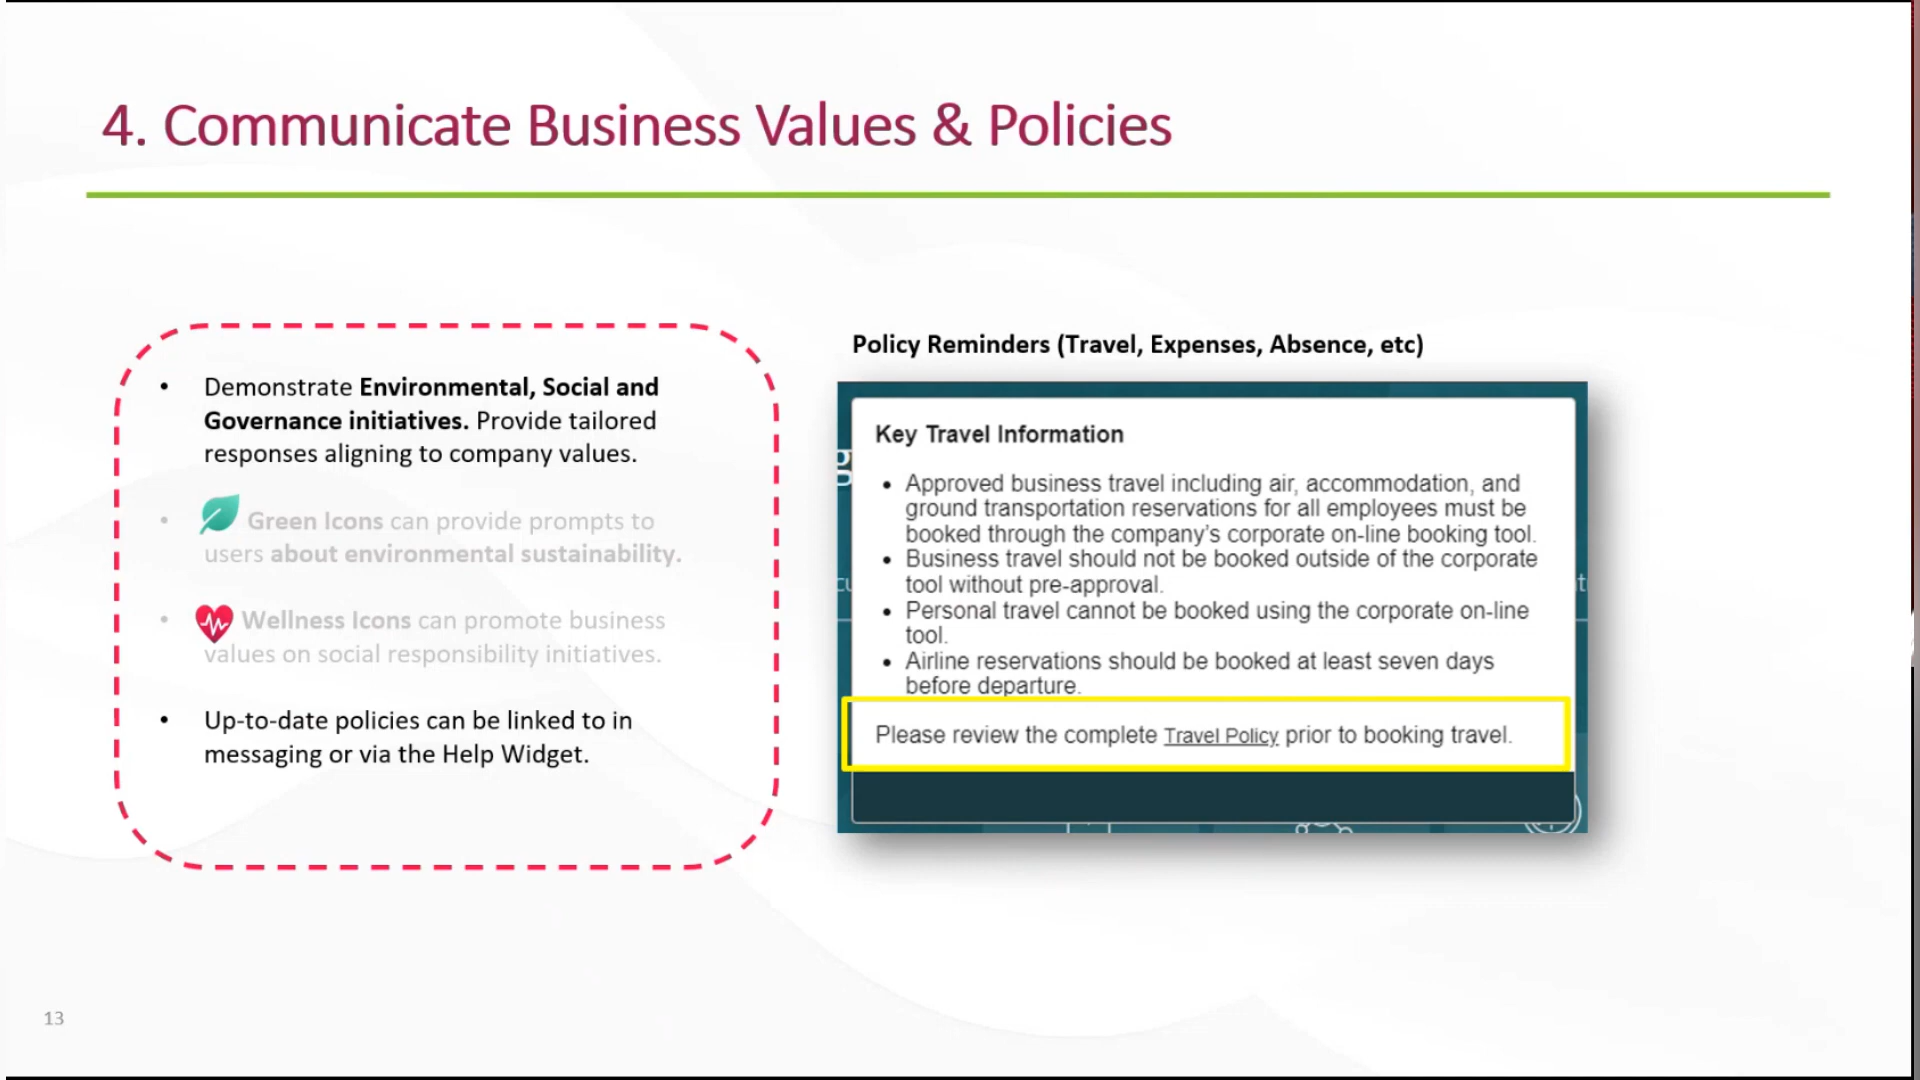 4. Communicate Business Values & Policies
• Demonstrate Environmental, Social and
Governance initiatives. Provide tailored
responses aligning to company values.
• Green Icons can provide prompts to
users about environmental sustainability.
• Wellness Icons can promote business
values on social responsibility initiatives.
• Up-to-date policies can be linked to in
messaging or via the Help Widget.
Policy Reminders (Travel, Expenses, Absence, etc)
Key Travel Information
• Approved business travel including air, accommodation, and
ground transportation reservations for all employees must be
booked through the company's corporate on-line booking tool.
• Business travel should not be booked outside of the corporate
tool without pre-approval.
• Personal travel cannot be booked using the corporate on-line
tool.
• Airline reservations should be booked at least seven days
before departure.
Please review the complete Travel Policy prior to booking travel.
13